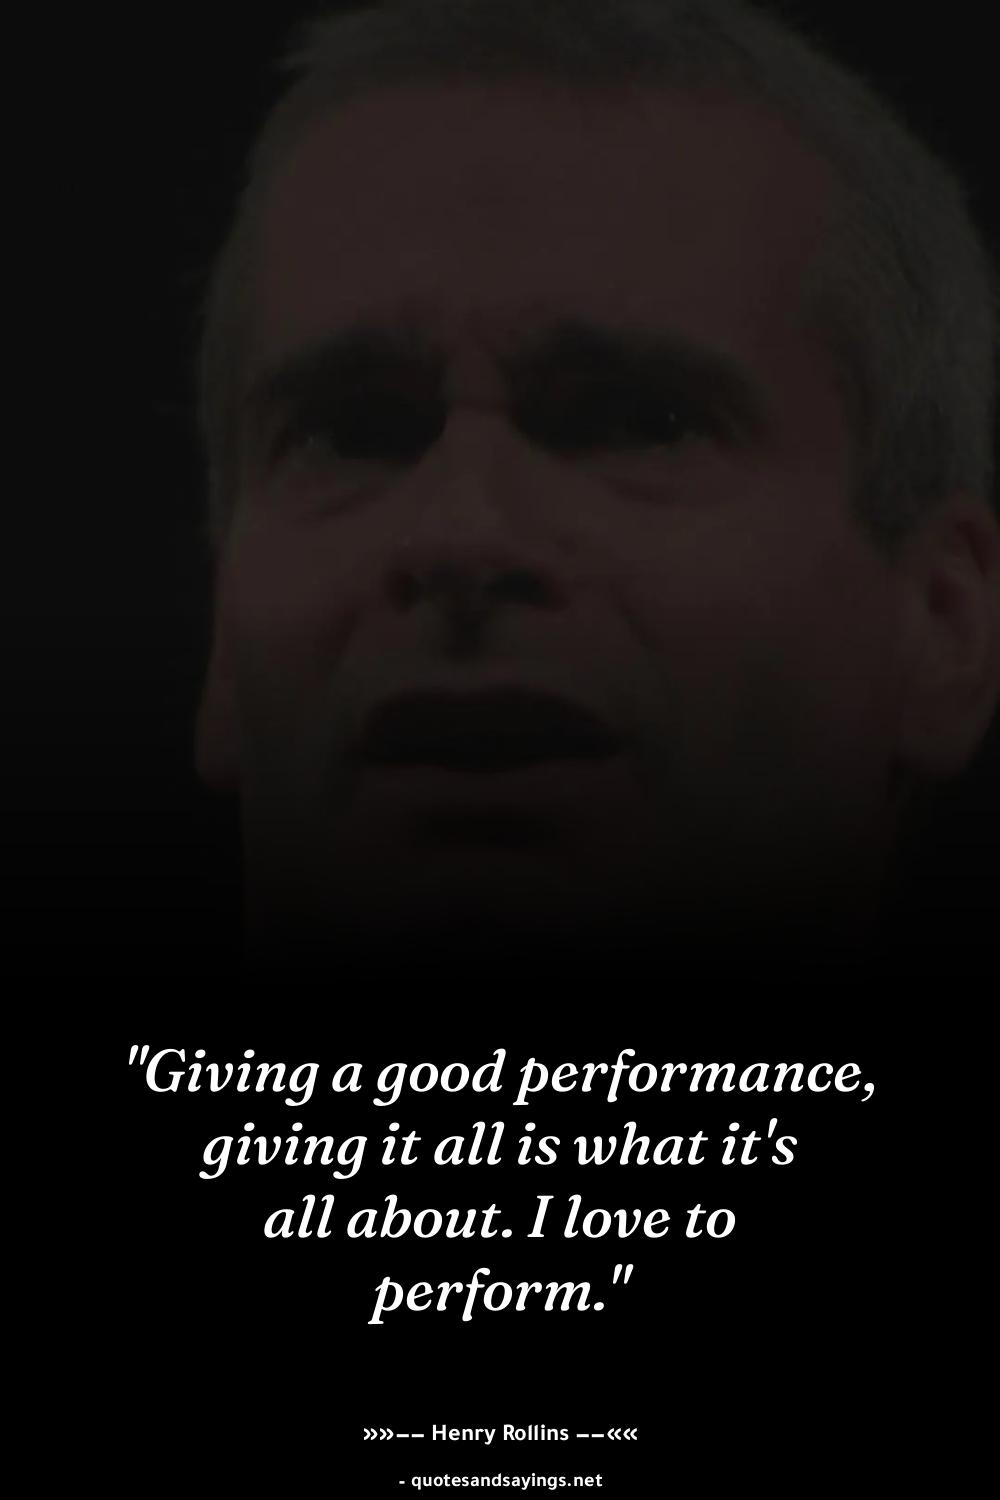 "Giving a good performance,
giving it all is what it's
all about. I love to
perform."
»»–– Henry Rollins ––««
- quotesandsayings.net